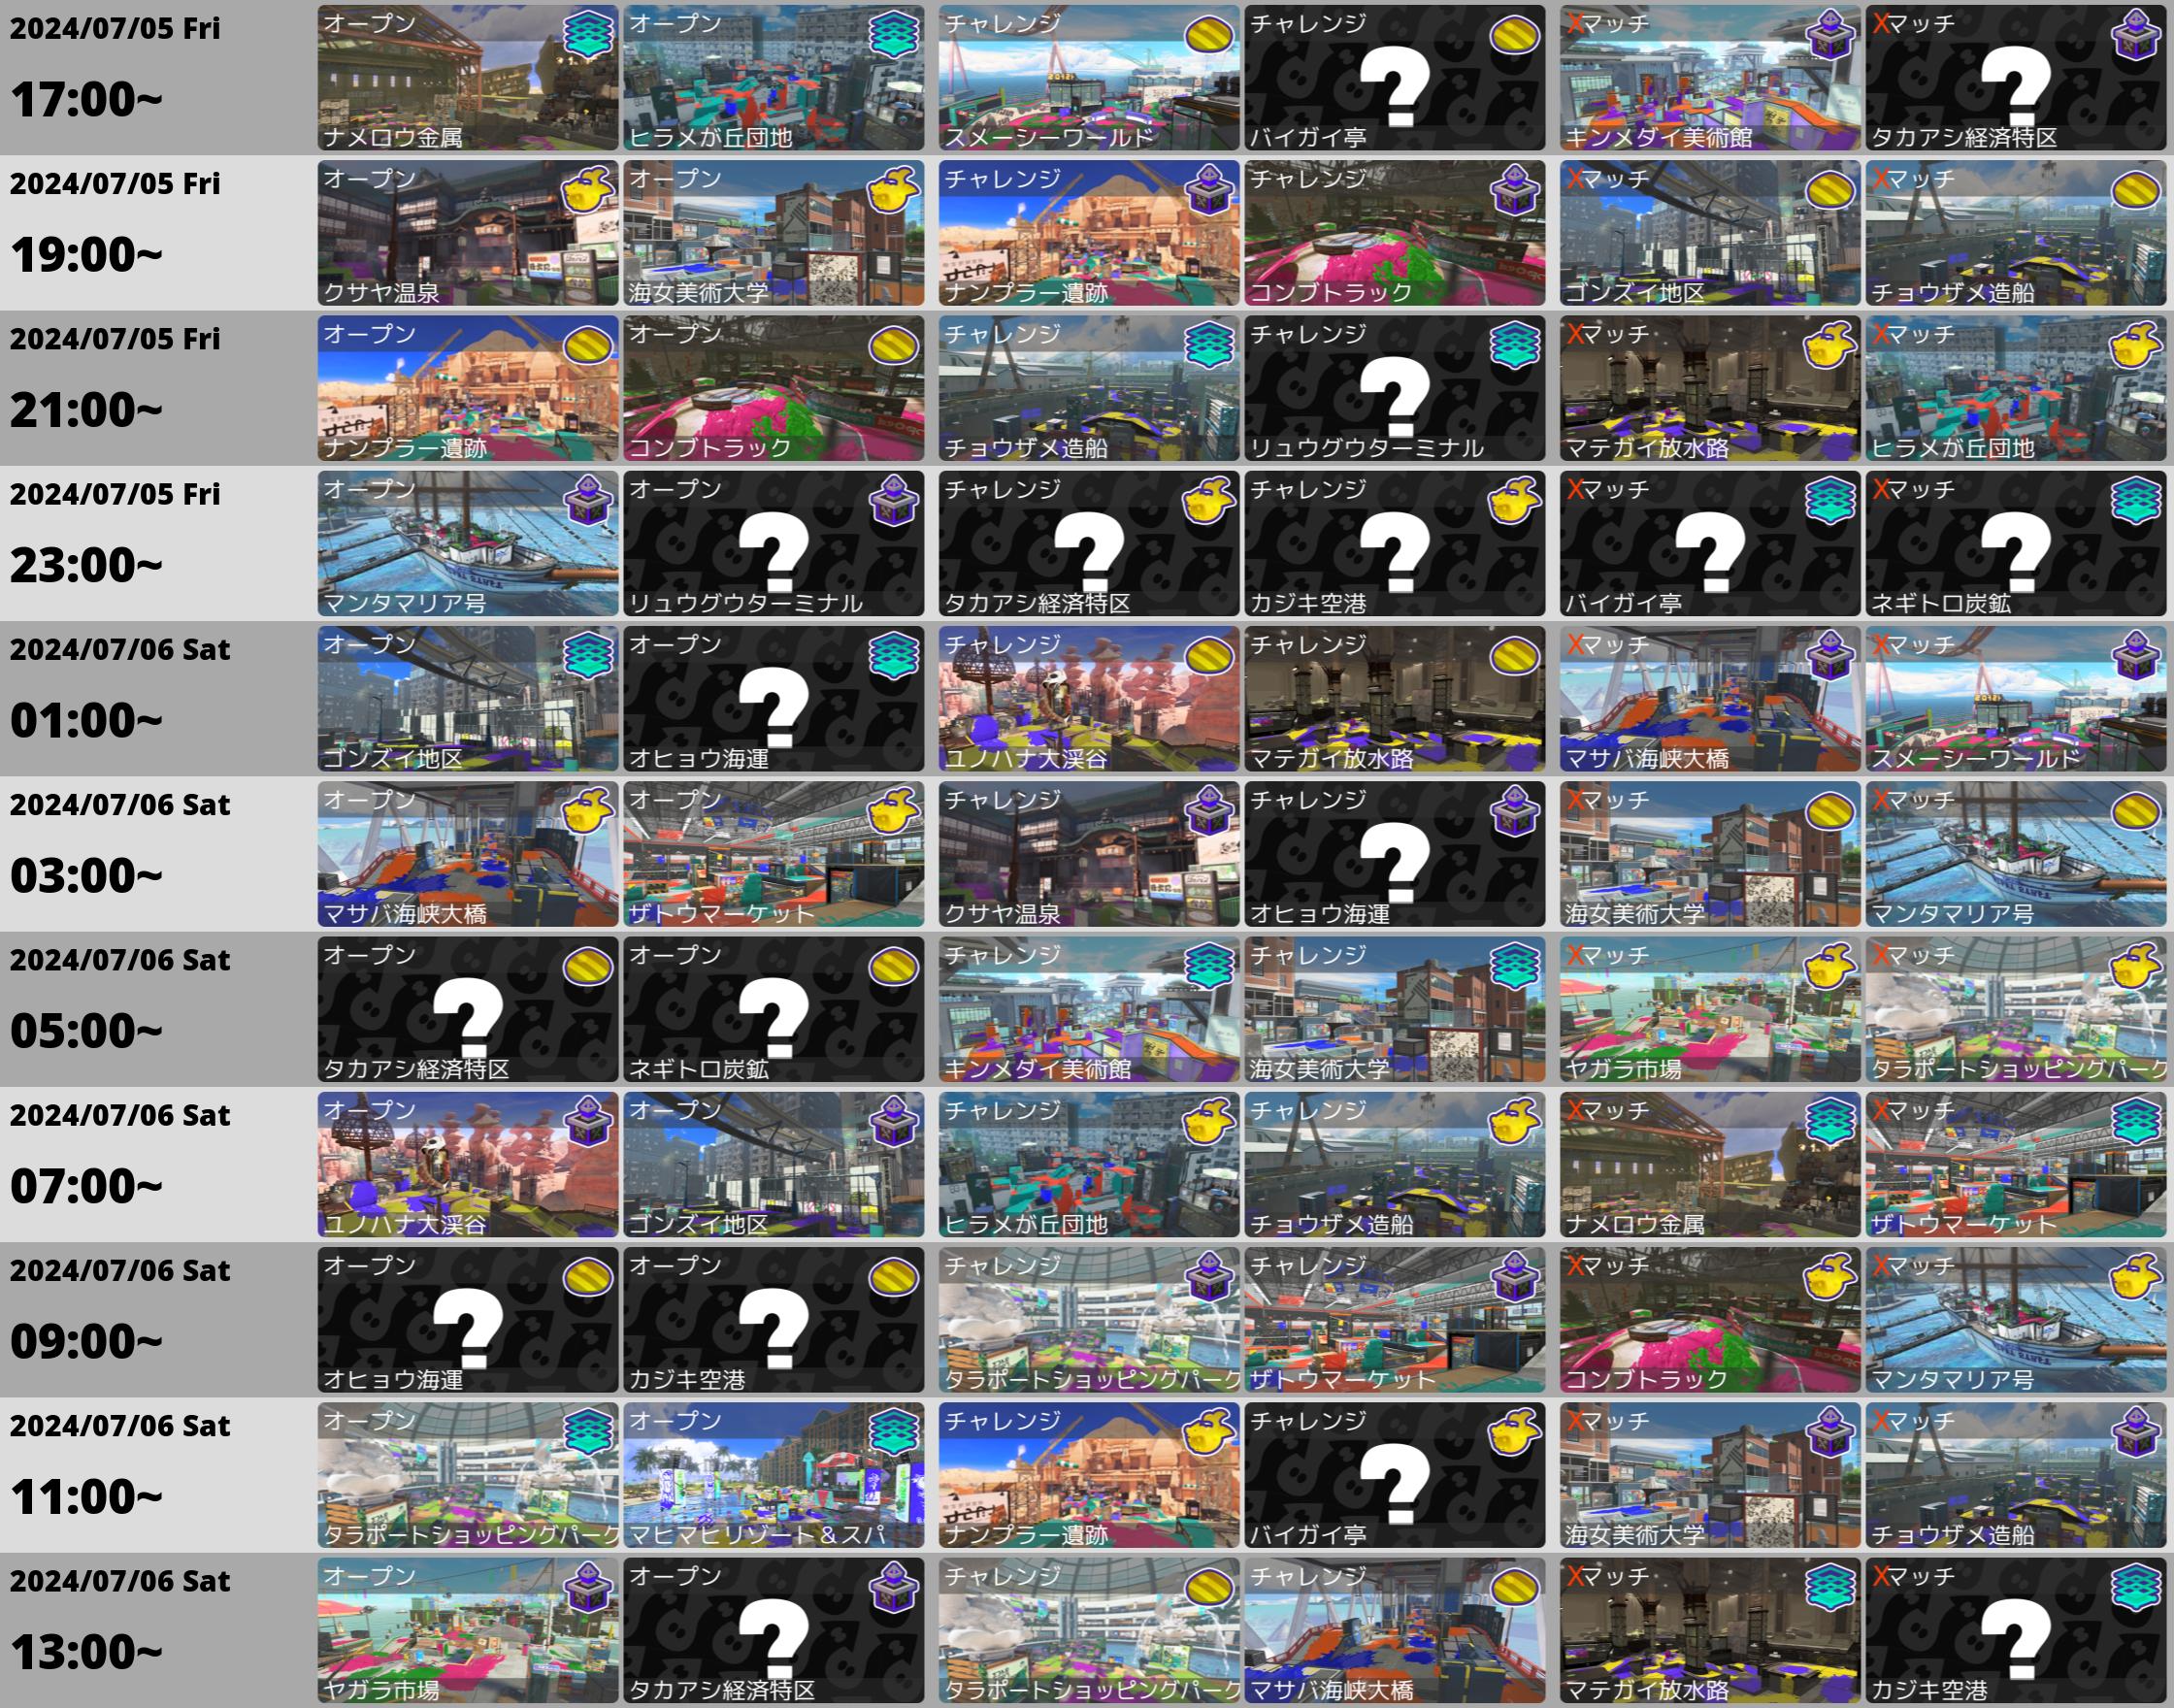 2024/07/05 Fri
17:00~
オープン
ナメロウ金属
オープン
ヒラメが丘団地
チャレンジ
スメーシーワールド
チャレンジ
バイガイ亭
Xマッチ
キンメダイ美術館
Xマッチ
タカアシ経済特区
2024/07/05 Fri
19:00~
オープン
クサヤ温泉
オープン
海女美術大学
チャレンジ
ナンプラー遺跡
チャレンジ
コンブトラック
Xマッチ
ゴンズイ地区
Xマッチ
チョウザメ造船
2024/07/05 Fri
21:00~
オープン
ナンプラー遺跡
オープン
コンブトラック
チャレンジ
チョウザメ造船
チャレンジ
リュウグウターミナル
Xマッチ
マテガイ放水路
Xマッチ
ヒラメが丘団地
2024/07/05 Fri
23:00~
オープン
マンタマリア号
オープン
リュウグウターミナル
チャレンジ
タカアシ経済特区
チャレンジ
カジキ空港
Xマッチ
バイガイ亭
Xマッチ
ネギトロ炭鉱
2024/07/06 Sat
01:00~
オープン
ゴンズイ地区
オープン
オヒョウ海運
チャレンジ
ユノハナ大渓谷
チャレンジ
マテガイ放水路
Xマッチ
マサバ海峡大橋
Xマッチ
スメーシーワールド
2024/07/06 Sat
03:00~
オープン
マサバ海峡大橋
オープン
ザトウマーケット
チャレンジ
クサヤ温泉
チャレンジ
オヒョウ海運
Xマッチ
海女美術大学
Xマッチ
マンタマリア号
2024/07/06 Sat
05:00~
オープン
タカアシ経済特区
オープン
ネギトロ炭鉱
チャレンジ
キンメダイ美術館
チャレンジ
海女美術大学
Xマッチ
ヤガラ市場
Xマッチ
タラポートショッピングパーク
2024/07/06 Sat
07:00~
オープン
ユノハナ大渓谷
オープン
ゴンズイ地区
チャレンジ
ヒラメが丘団地
チャレンジ
チョウザメ造船
Xマッチ
ナメロウ金属
Xマッチ
ザトウマーケット
2024/07/06 Sat
09:00~
オープン
オヒョウ海運
オープン
カジキ空港
チャレンジ
タラポートショッピングパーク
チャレンジ
ザトウマーケット
Xマッチ
コンブトラック
Xマッチ
マンタマリア号
2024/07/06 Sat
11:00~
オープン
タラポートショッピングパーク
オープン
マヒマヒリゾート＆スパ
チャレンジ
ナンプラー遺跡
チャレンジ
バイガイ亭
Xマッチ
海女美術大学
Xマッチ
チョウザメ造船
2024/07/06 Sat
13:00~
オープン
ヤガラ市場
オープン
タカアシ経済特区
チャレンジ
タラポートショッピングパーク
チャレンジ
マサバ海峡大橋
Xマッチ
マテガイ放水路
Xマッチ
カジキ空港